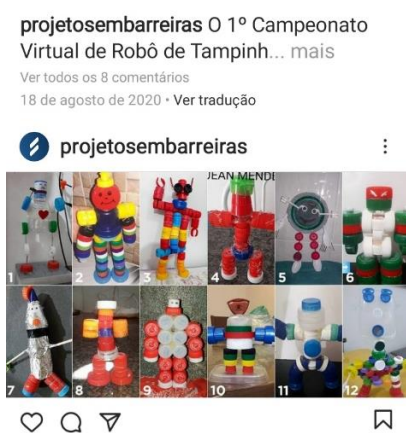 projetosembarreiras O 1º Campeonato
Virtual de Robô de Tampinh... mais
Ver todos os 8 comentários
18 de agosto de 2020 • Ver tradução
projetosembarreiras
JEAN MENDE
1 2 3 4 5 6
7 8 9 10 11 12